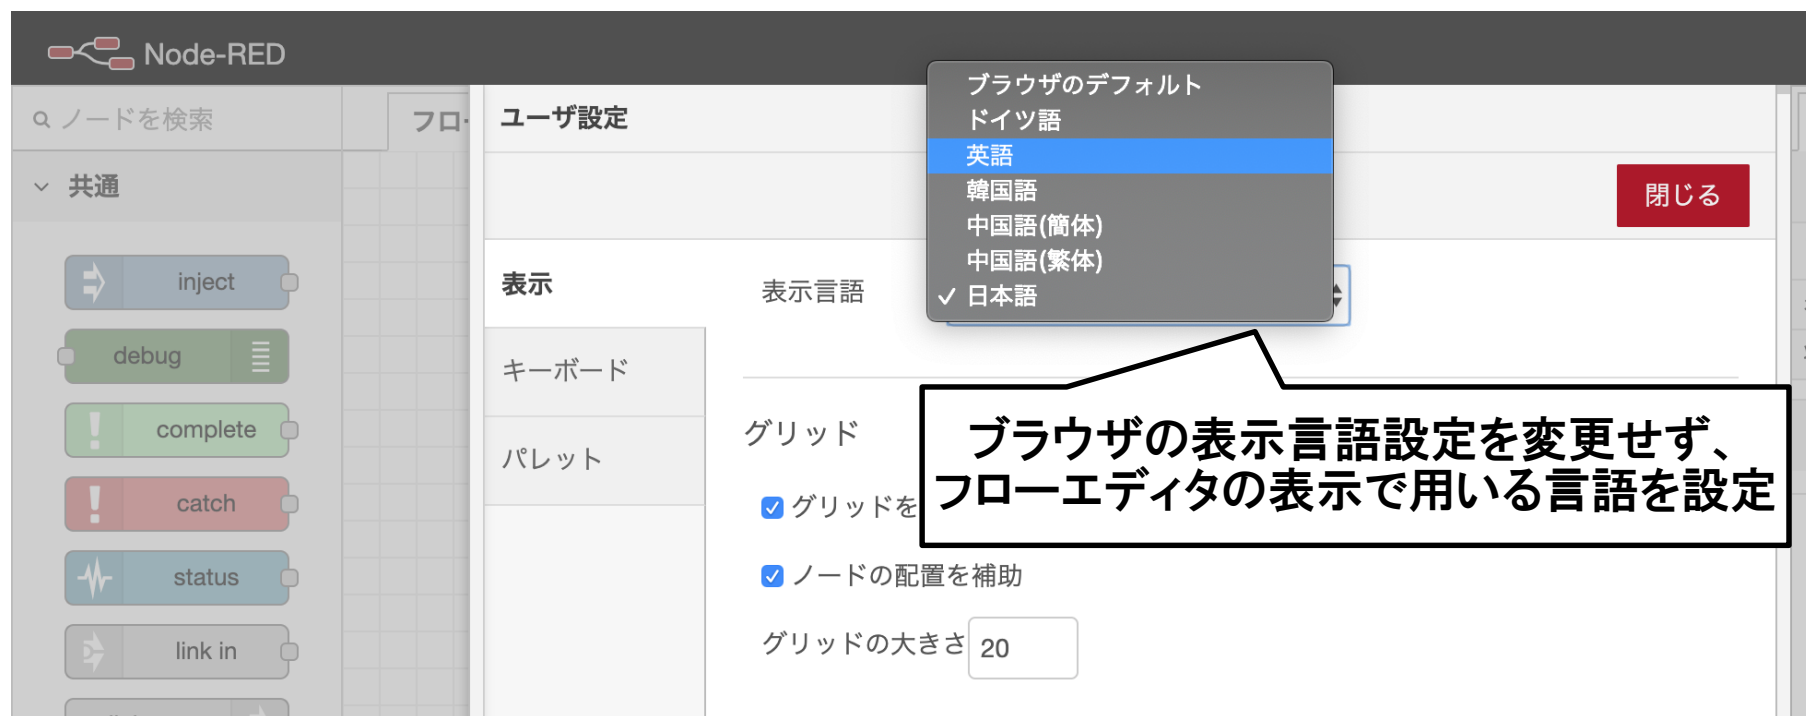 Node-RED
ノードを検索
共通
inject
debug
complete
catch
status
link in
フロー
ユーザ設定
閉じる
表示
キーボード
パレット
表示言語
ブラウザのデフォルト
ドイツ語
英語
韓国語
中国語(簡体)
中国語(繁体)
✓ 日本語
ブラウザの表示言語設定を変更せず、
フローエディタの表示で用いる言語を設定
グリッド
グリッドを
ノードの配置を補助
グリッドの大きさ 20